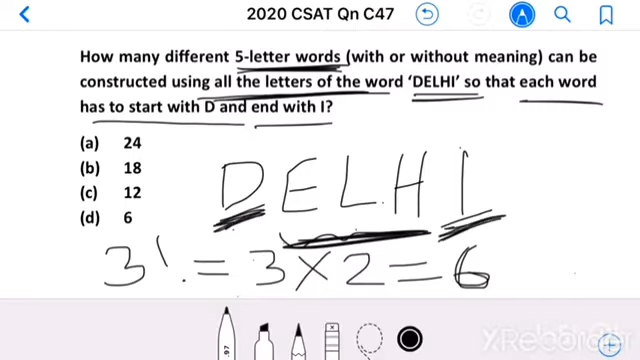 2020 CSAT Qn C47
How many different 5-letter words (with or without meaning) can be
constructed using all the letters of the word 'DELHI' so that each word
has to start with D and end with I?
(a) 24
(b) 18
(c) 12
(d) 6
DELHI
3! = 3 × 2 = 6
.97
XRecorder